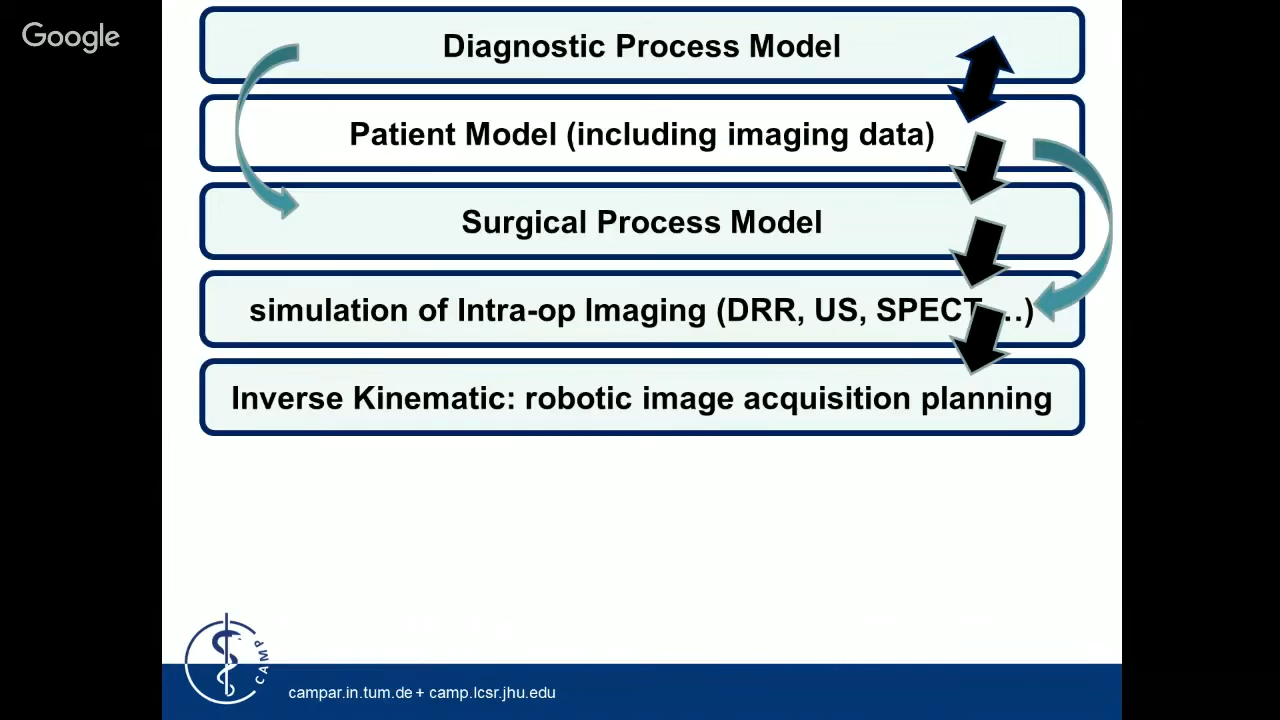 Google
Diagnostic Process Model
Patient Model (including imaging data)
Surgical Process Model
simulation of Intra-op Imaging (DRR, US, SPECT, …)
Inverse Kinematic: robotic image acquisition planning
CAMP
campar.in.tum.de + camp.lcsr.jhu.edu